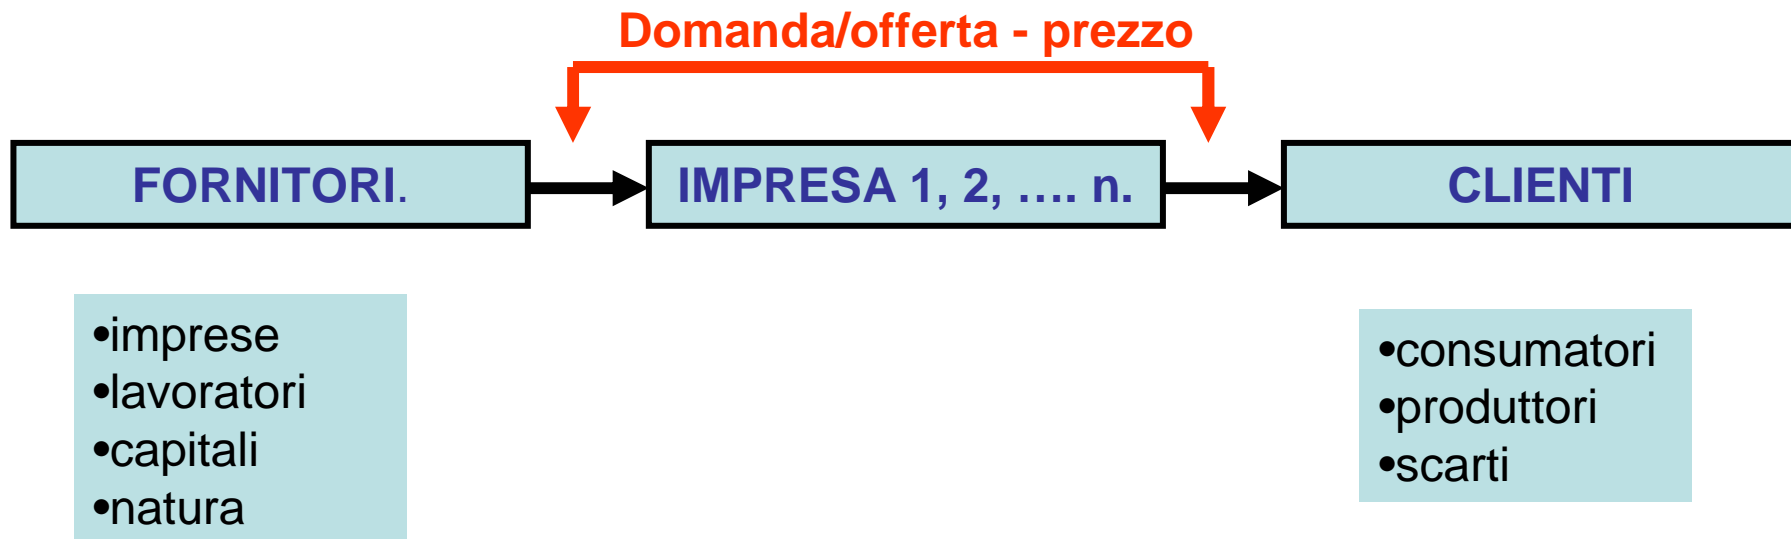 Domanda/offerta - prezzo
FORNITORI.
IMPRESA 1, 2, .... n.
CLIENTI
•imprese
•lavoratori
•capitali
•natura
•consumatori
•produttori
•scarti